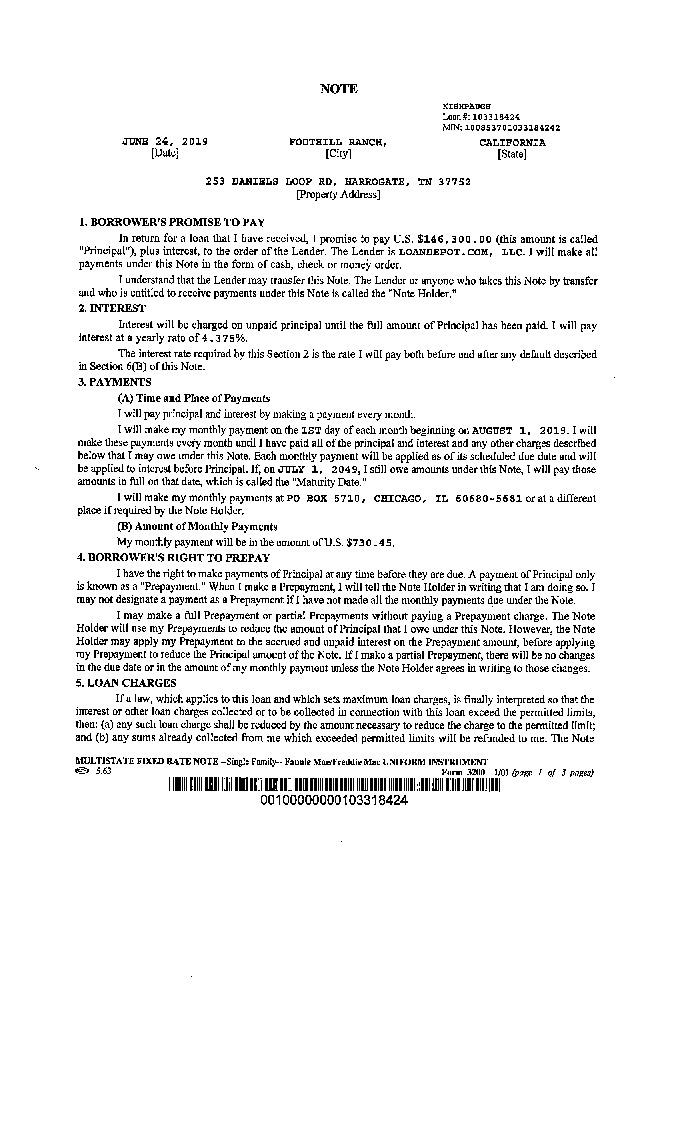 NOTE
Loan #: 103318424
MIN: 100853701033184242
JUNE 24, 2019 FOOTHILL RANCH, CALIFORNIA
[Date] [City] [State]
253 DANIELS LOOP RD, HARROGATE, TN 37752
[Property Address]
1. BORROWER'S PROMISE TO PAY
In return for a loan that I have received, I promise to pay U.S. $146,300.00 (this amount is called
"Principal"), plus interest, to the order of the Lender. The Lender is LOANDEPOT.COM, LLC. I will make all
payments under this Note in the form of cash, check or money order.
I understand that the Lender may transfer this Note. The Lender or anyone who takes this Note by transfer
and who is entitled to receive payments under this Note is called the "Note Holder."
2. INTEREST
Interest will be charged on unpaid principal until the full amount of Principal has been paid. I will pay
interest at a yearly rate of 4.375%.
The interest rate required by this Section 2 is the rate I will pay both before and after any default described
in Section 6(B) of this Note.
3. PAYMENTS
(A) Time and Place of Payments
I will pay principal and interest by making a payment every month.
I will make my monthly payment on the 1ST day of each month beginning on AUGUST 1, 2019. I will
make these payments every month until I have paid all of the principal and interest and any other charges described
below that I may owe under this Note. Each monthly payment will be applied as of its scheduled due date and will
be applied to interest before Principal. If, on JULY 1, 2049, I still owe amounts under this Note, I will pay those
amounts in full on that date, which is called the "Maturity Date."
I will make my monthly payments at PO BOX 5710, CHICAGO, IL 60680-5681 or at a different
place if required by the Note Holder.
(B) Amount of Monthly Payments
My monthly payment will be in the amount of U.S. $730.45.
4. BORROWER'S RIGHT TO PREPAY
I have the right to make payments of Principal at any time before they are due. A payment of Principal only
is known as a "Prepayment." When I make a Prepayment, I will tell the Note Holder in writing that I am doing so. I
may not designate a payment as a Prepayment if I have not made all the monthly payments due under the Note.
I may make a full Prepayment or partial Prepayments without paying a Prepayment charge. The Note
Holder will use my Prepayments to reduce the amount of Principal that I owe under this Note. However, the Note
Holder may apply my Prepayment to the accrued and unpaid interest on the Prepayment amount, before applying
my Prepayment to reduce the Principal amount of the Note. If I make a partial Prepayment, there will be no changes
in the due date or in the amount of my monthly payment unless the Note Holder agrees in writing to those changes.
5. LOAN CHARGES
If a law, which applies to this loan and which sets maximum loan charges, is finally interpreted so that the
interest or other loan charges collected or to be collected in connection with this loan exceed the permitted limits,
then: (a) any such loan charge shall be reduced by the amount necessary to reduce the charge to the permitted limit;
and (b) any sums already collected from me which exceeded permitted limits will be refunded to me. The Note
MULTISTATE FIXED RATE NOTE --Single Family-- Fannie Mae/Freddie Mac UNIFORM INSTRUMENT
5.63 Form 3200 1/01 (page 1 of 3 pages)
00100000000103318424